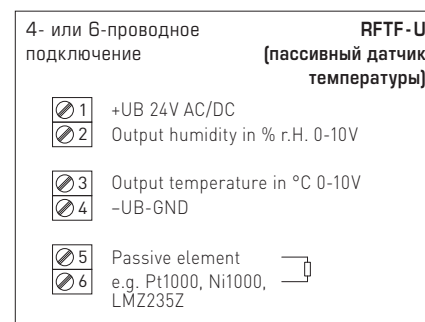 4- или 6-проводное
подключение
RFTF-U
(пассивный датчик
температуры)
1 +UB 24V AC/DC
2 Output humidity in % r.H. 0-10V
3 Output temperature in °C 0-10V
4 –UB-GND
5 Passive element
6 e.g. Pt1000, Ni1000,
LMZ235Z